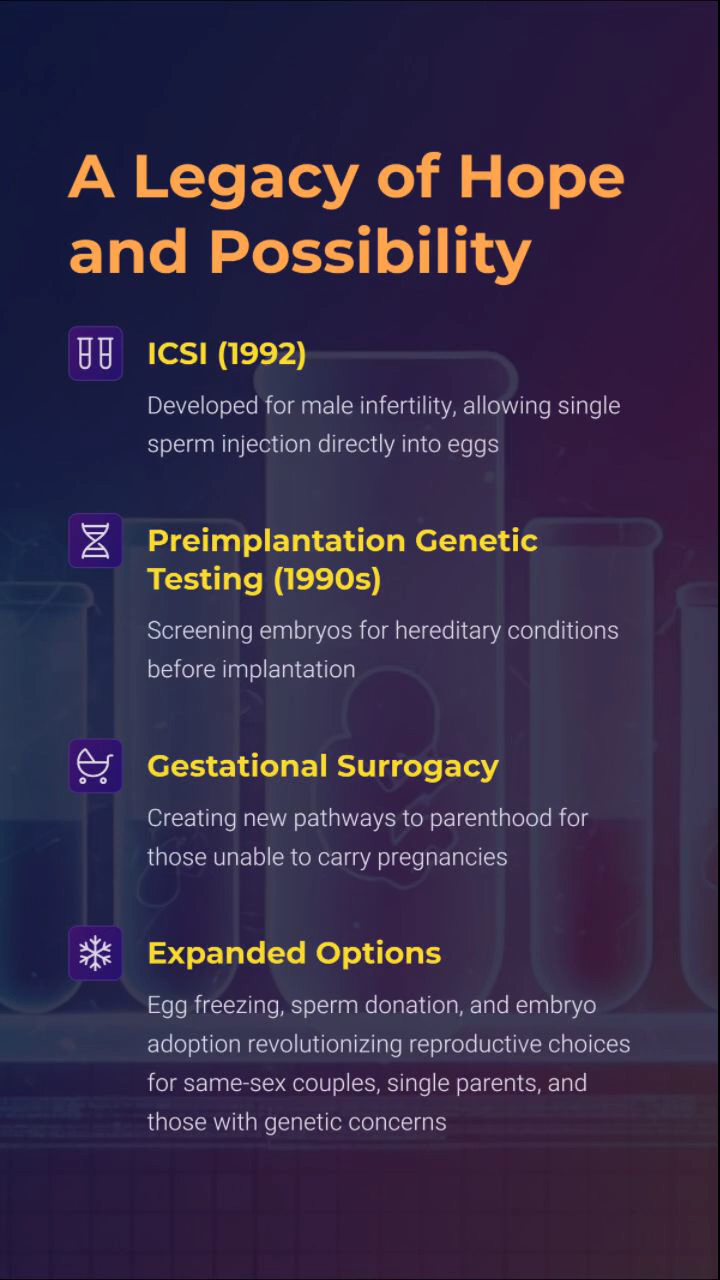 A Legacy of Hope
and Possibility
ICSI (1992)
Developed for male infertility, allowing single
sperm injection directly into eggs
Preimplantation Genetic
Testing (1990s)
Screening embryos for hereditary conditions
before implantation
Gestational Surrogacy
Creating new pathways to parenthood for
those unable to carry pregnancies
Expanded Options
Egg freezing, sperm donation, and embryo
adoption revolutionizing reproductive choices
for same-sex couples, single parents, and
those with genetic concerns